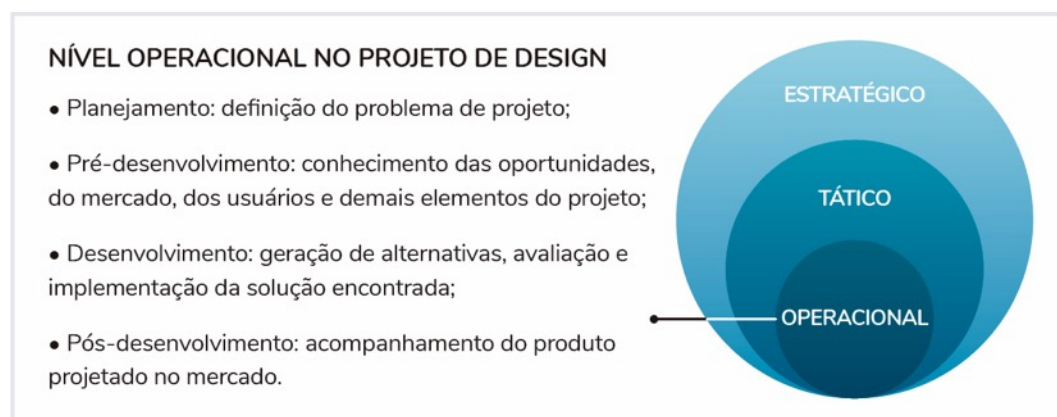 NÍVEL OPERACIONAL NO PROJETO DE DESIGN
• Planejamento: definição do problema de projeto;
• Pré-desenvolvimento: conhecimento das oportunidades,
do mercado, dos usuários e demais elementos do projeto;
• Desenvolvimento: geração de alternativas, avaliação e
implementação da solução encontrada;
• Pós-desenvolvimento: acompanhamento do produto
projetado no mercado.
ESTRATÉGICO
TÁTICO
OPERACIONAL